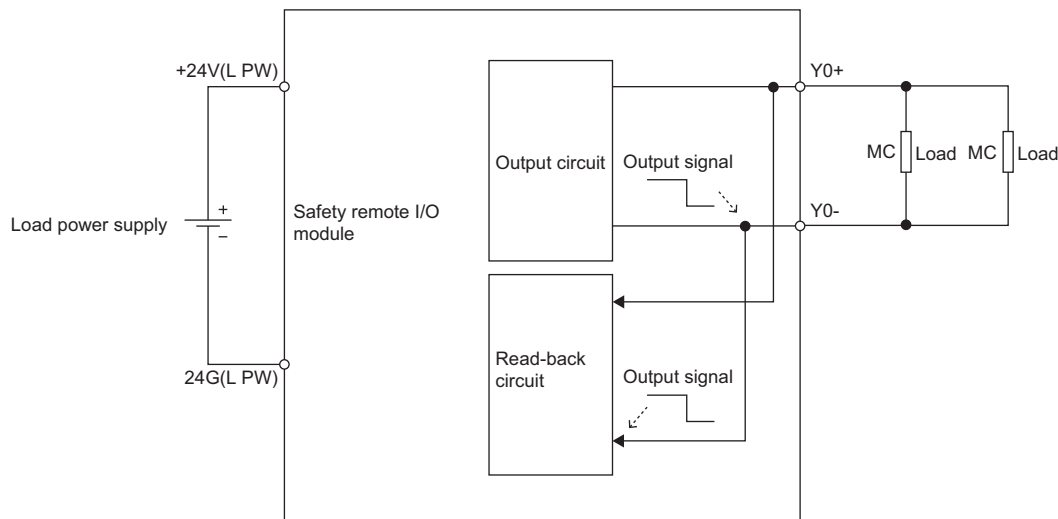 +24V(L PW)
Y0+
Output circuit
Output signal
MC
Load
MC
Load
Load power supply
+
−
Safety remote I/O
module
Y0-
24G(L PW)
Read-back
circuit
Output signal